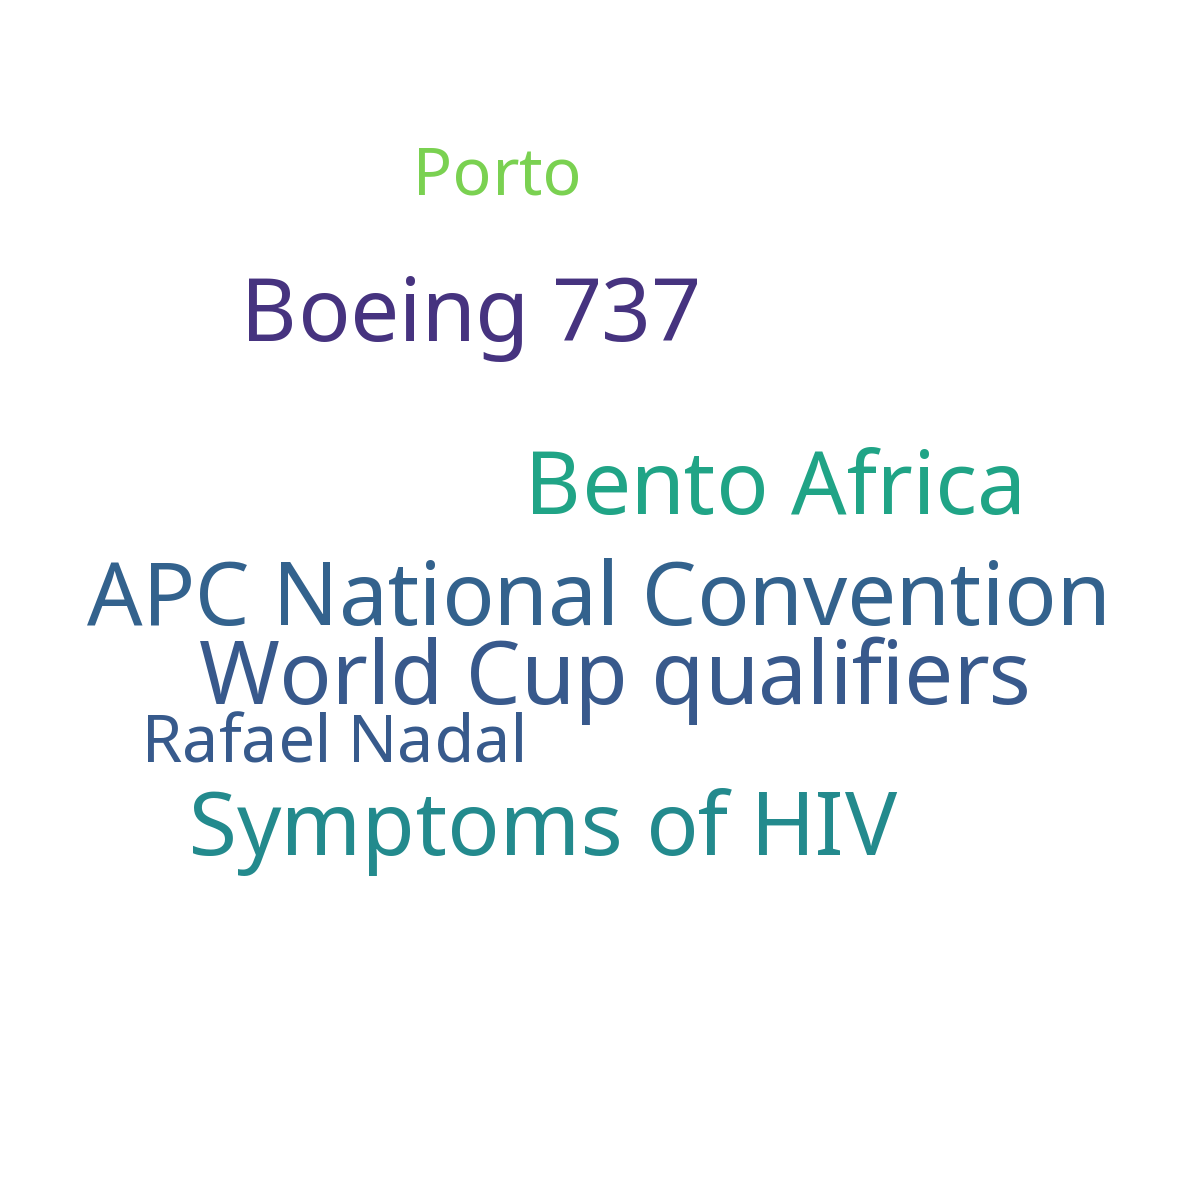 Porto
Boeing 737
Bento Africa
APC National Convention
World Cup qualifiers
Rafael Nadal
Symptoms of HIV